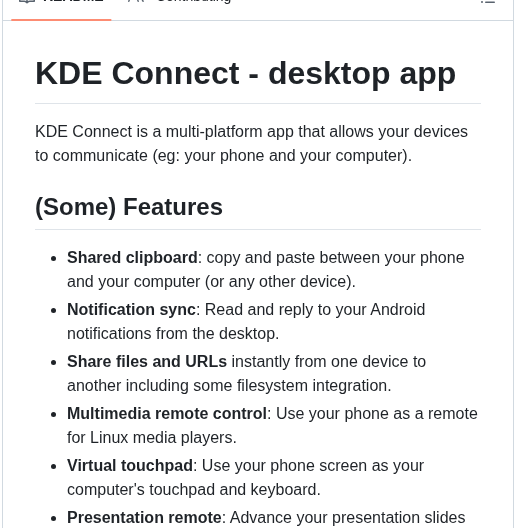 README
Contributing
KDE Connect - desktop app
KDE Connect is a multi-platform app that allows your devices
to communicate (eg: your phone and your computer).
(Some) Features
• Shared clipboard: copy and paste between your phone
and your computer (or any other device).
• Notification sync: Read and reply to your Android
notifications from the desktop.
• Share files and URLs instantly from one device to
another including some filesystem integration.
• Multimedia remote control: Use your phone as a remote
for Linux media players.
• Virtual touchpad: Use your phone screen as your
computer's touchpad and keyboard.
• Presentation remote: Advance your presentation slides